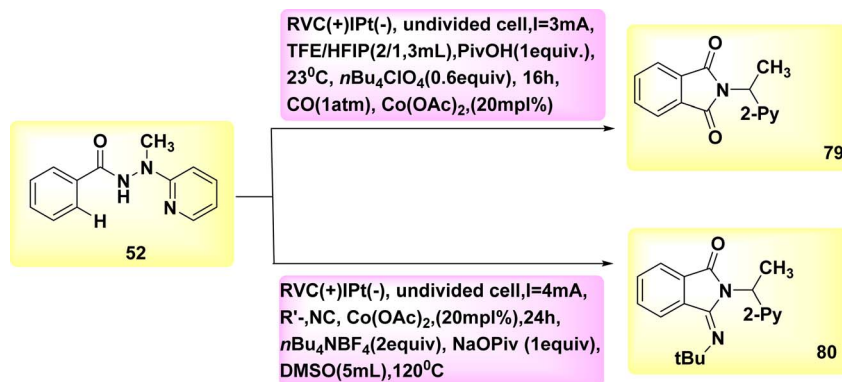 RVC(+)IPt(-), undivided cell,I=3mA,
TFE/HFIP(2/1,3mL),PivOH(1equiv.),
23⁰C, nBu₄ClO₄(0.6equiv), 16h,
CO(1atm), Co(OAc)₂,(20mpl%)
O
CH₃
N
2-Py
O
79
O
CH₃
N
N
H
N
H
52
O
CH₃
N
2-Py
N
tBu
80
RVC(+)IPt(-), undivided cell,I=4mA,
R'-,NC, Co(OAc)₂,(20mpl%),24h,
nBu₄NBF₄(2equiv), NaOPiv (1equiv),
DMSO(5mL),120⁰C